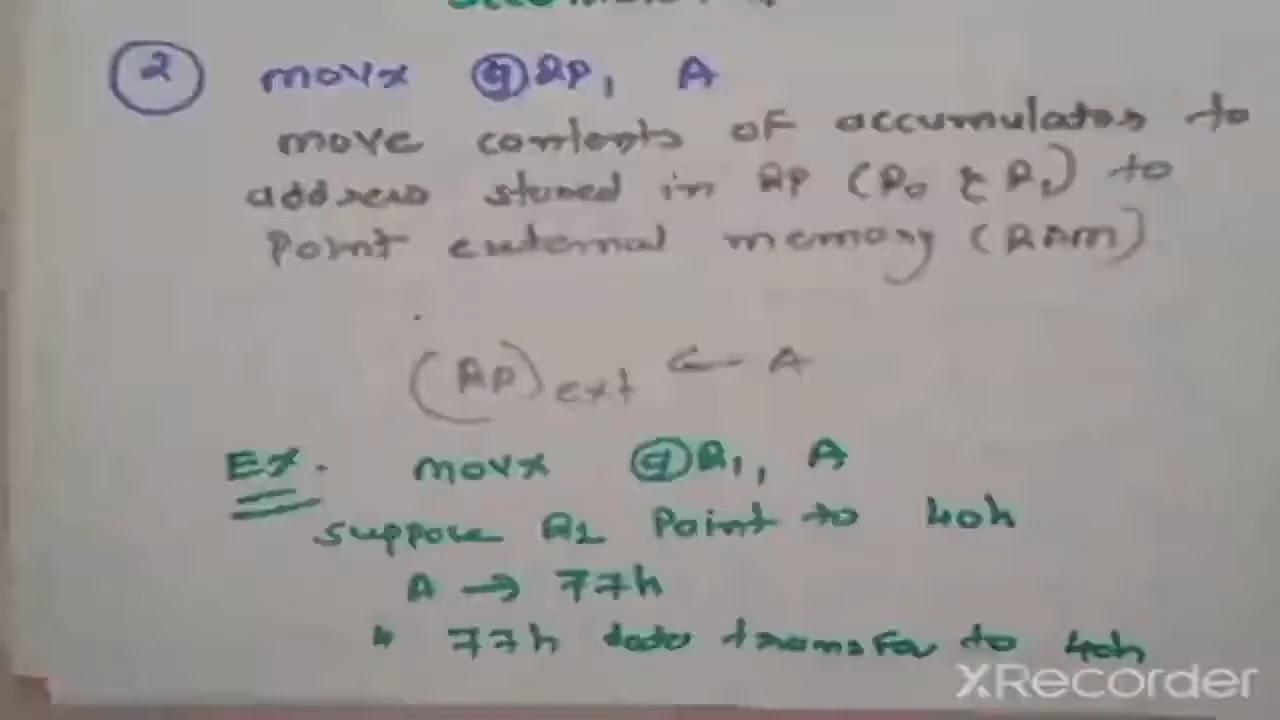 2 movx @Rp, A
move contents of accumulator to
address stored in Rp (R0 & R1) to
Point external memory (RAM)
(Rp)ext ← A
Ex. movx @R1, A
suppose R1 Point to 40h
A → 77h
77h data transfer to 40h
XRecorder